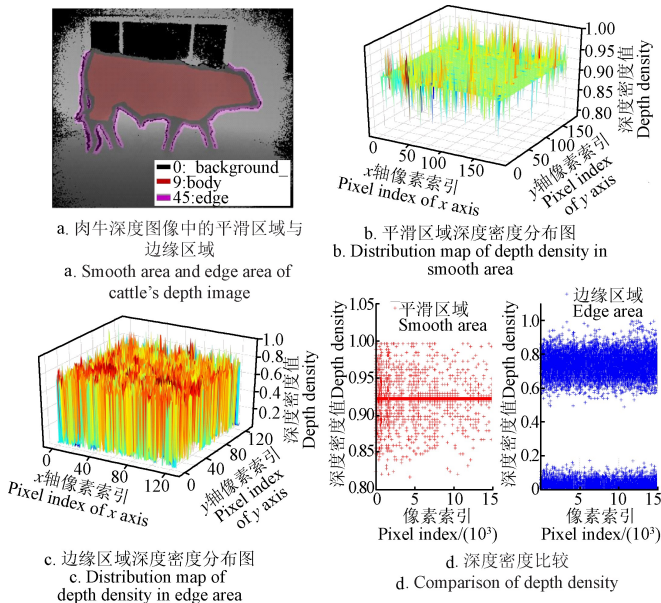 0:_background_
9:body
45:edge
a. 肉牛深度图像中的平滑区域与
边缘区域
a. Smooth area and edge area of
cattle's depth image
1.00
0.95
0.90
0.85
0.80
深度密度值
Depth density
0
50
100
150
x轴像素索引
Pixel index of x axis
0
50
100
150
y轴像素索引
Pixel index
of y axis
b. 平滑区域深度密度分布图
b. Distribution map of depth density in
smooth area
1.0
0.8
0.6
0.4
0.2
深度密度值
Depth density
0
40
80
120
x轴像素索引
Pixel index of x axis
0
40
80
120
y轴像素索引
Pixel index
of y axis
c. 边缘区域深度密度分布图
c. Distribution map of
depth density in edge area
平滑区域
Smooth area
1.05
1.00
0.95
0.90
0.85
0.80
深度密度值Depth density
0 5 10 15
像素索引
Pixel index/(10³)
边缘区域
Edge area
1.0
0.8
0.6
0.4
0.2
0
深度密度值Depth density
0 5 10 15
像素索引
Pixel index/(10³)
d. 深度密度比较
d. Comparison of depth density